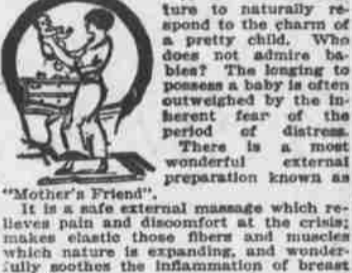 ture to naturally re-
spond to the charm of
a pretty child. Who
does not admire ba-
bies? The longing to
possess a baby is often
outweighed by the in-
herent fear of the
period of distress.
There is a most
wonderful external
preparation known as
"Mother's Friend".
It is a safe external massage which re-
lieves pain and discomfort at the crisis;
makes elastic those fibers and muscles
which nature is expanding, and wonder-
fully soothes the inflammation of breast